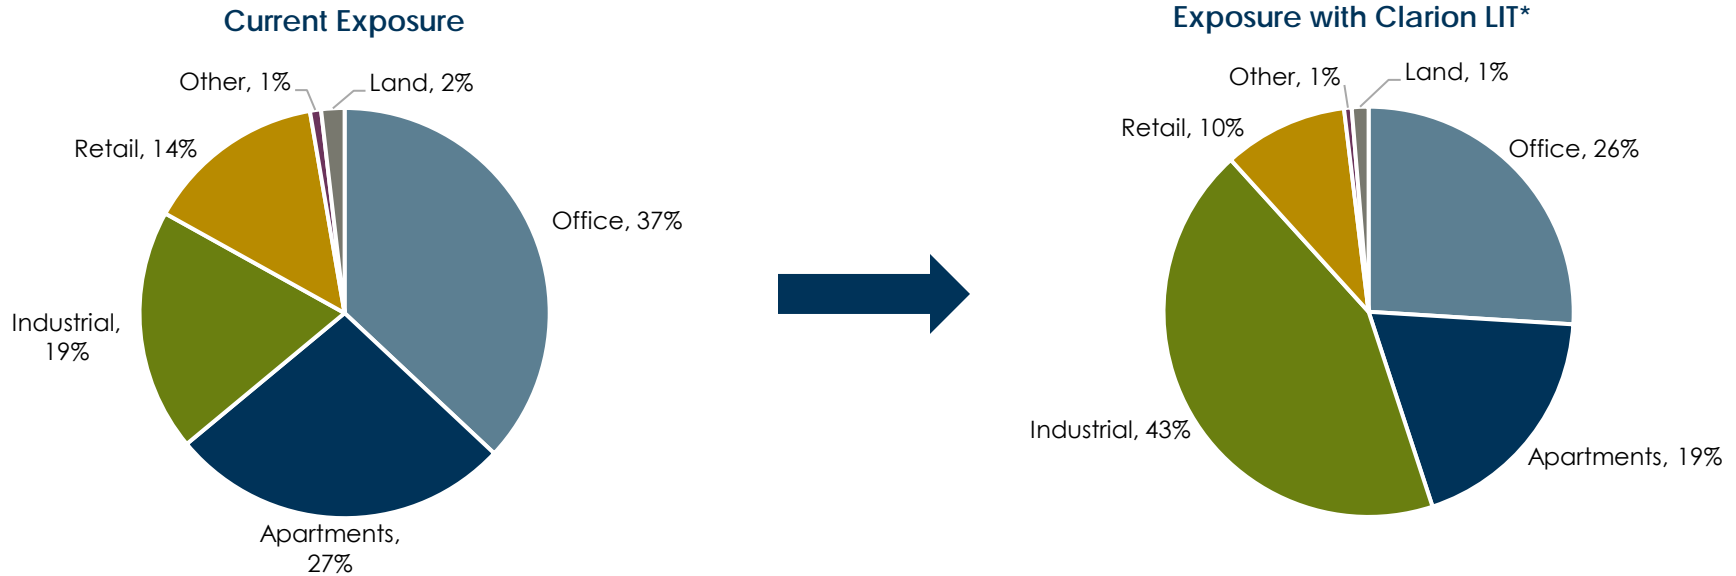 Current Exposure
Other, 1%
Land, 2%
Retail, 14%
Office, 37%
Industrial,
19%
Apartments,
27%
Exposure with Clarion LIT*
Other, 1%
Land, 1%
Retail, 10%
Office, 26%
Industrial, 43%
Apartments, 19%